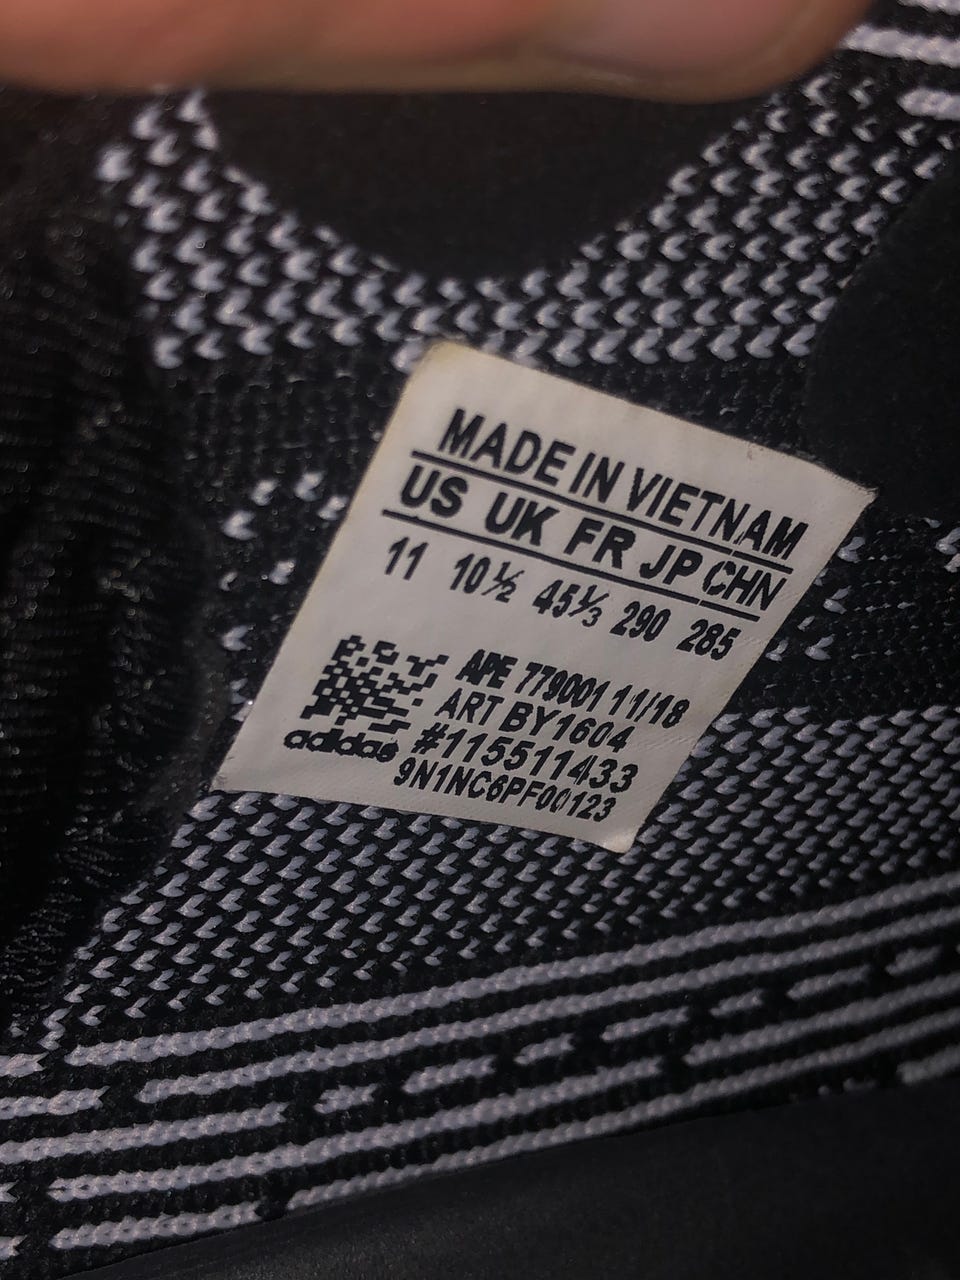 MADE IN VIETNAM
US UK FR JP CHN
11 10½ 45⅓ 290 285
APE 779001 11/18
ART BY1604
#115511433
9N1NC6PF00123
adidas